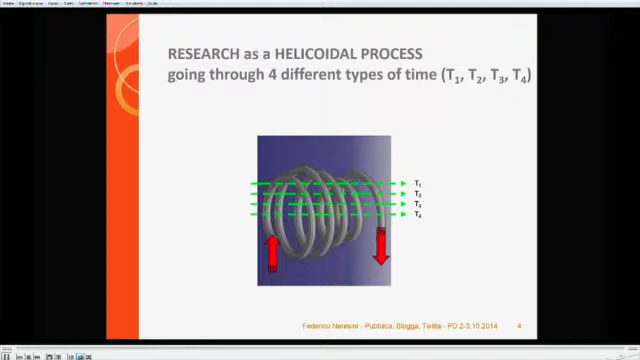 RESEARCH as a HELICOIDAL PROCESS
going through 4 different types of time (T1, T2, T3, T4)
T1
T2
T3
T4
Federico Neresini - Pubblica, Blogga, Twitta - PD 2-3.10.2014 4